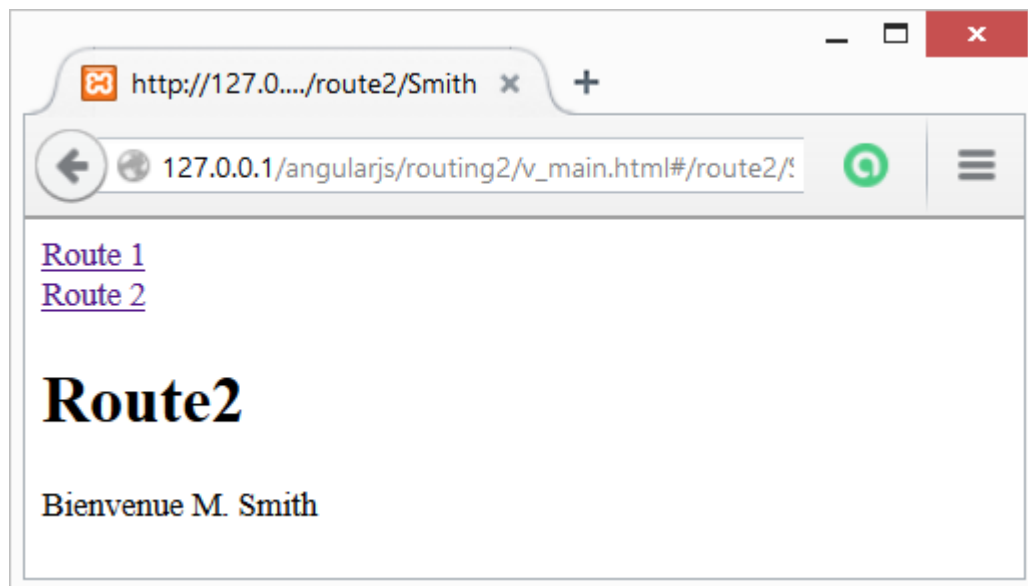 http://127.0..../route2/Smith
127.0.0.1/angularjs/routing2/v_main.html#/route2/
Route 1
Route 2
Route2
Bienvenue M. Smith